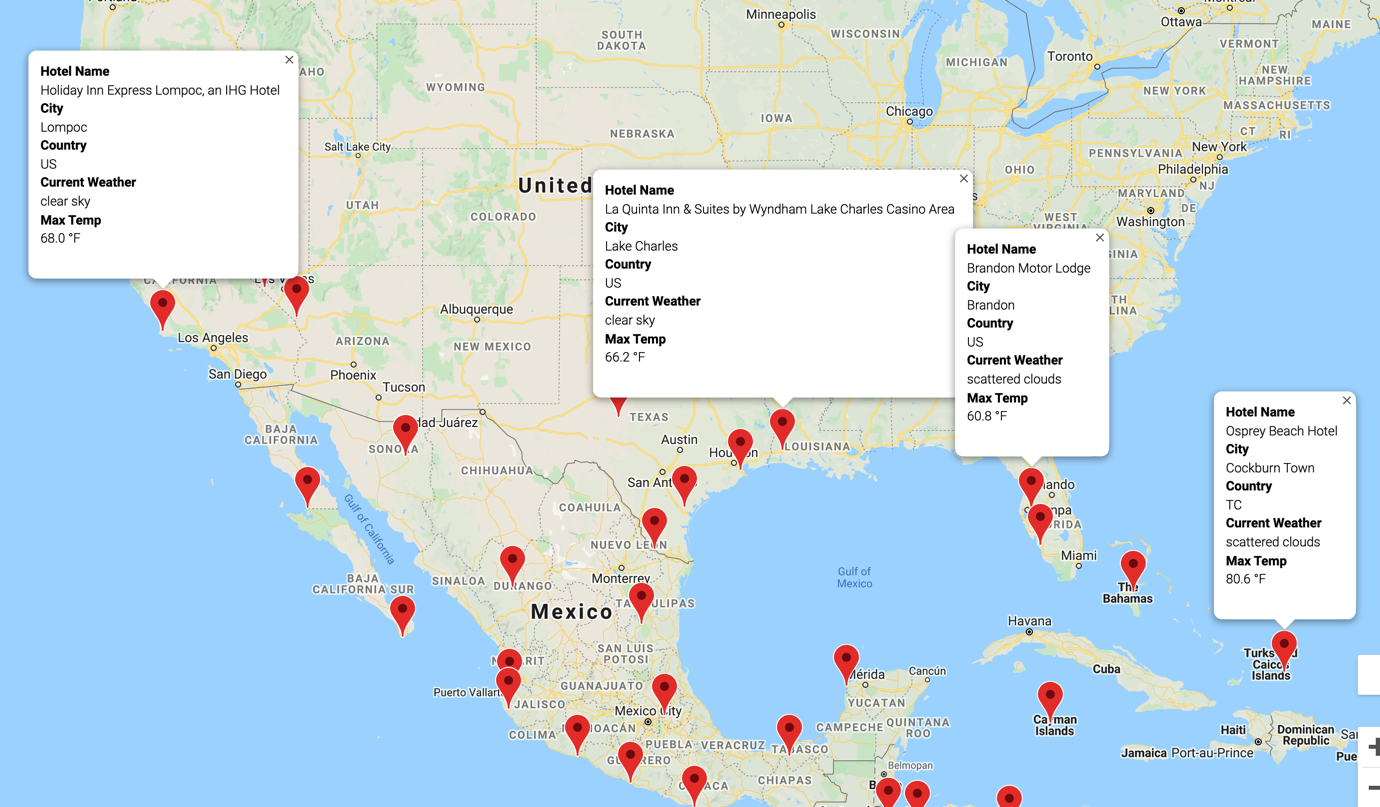 Minneapolis
Ottawa
MAINE
SOUTH
DAKOTA
WISCONSIN
VERMONT
Toronto
MICHIGAN
NEW
HAMPSHIRE
WYOMING
NEW YORK
MASSACHUSETTS
Chicago
IOWA
CT
RI
NEBRASKA
Salt Lake City
PENNSYLVANIA
New York
OHIO
Philadelphia
NJ
United
UTAH
COLORADO
MARYLAND
DE
WEST
VIRGINIA
Washington
Hotel Name
Holiday Inn Express Lompoc, an IHG Hotel
City
Lompoc
Country
US
Current Weather
clear sky
Max Temp
68.0 °F
Hotel Name
La Quinta Inn & Suites by Wyndham Lake Charles Casino Area
City
Lake Charles
Country
US
Current Weather
clear sky
Max Temp
66.2 °F
Hotel Name
Brandon Motor Lodge
City
Brandon
Country
US
Current Weather
scattered clouds
Max Temp
60.8 °F
Hotel Name
Osprey Beach Hotel
City
Cockburn Town
Country
TC
Current Weather
scattered clouds
Max Temp
80.6 °F
Albuquerque
Los Angeles
ARIZONA
NEW MEXICO
San Diego
Phoenix
Tucson
TEXAS
BAJA
CALIFORNIA
SONORA
Austin
LOUISIANA
CHIHUAHUA
COAHUILA
Gulf of California
NUEVO LEON
Miami
Gulf of
Mexico
BAJA
CALIFORNIA SUR
SINALOA
DURANGO
Monterrey
The
Bahamas
Mexico
TAMAULIPAS
Havana
SAN LUIS
POTOSI
Turks and
Caicos
Islands
Cuba
Mérida
Cancún
GUANAJUATO
JALISCO
YUCATAN
Mexico City
Cayman
Islands
COLIMA
CAMPECHE
QUINTANA
ROO
Haiti
Dominican
Republic
PUEBLA
VERACRUZ
TABASCO
Jamaica
Port-au-Prince
GUERRERO
Belmopan
CHIAPAS